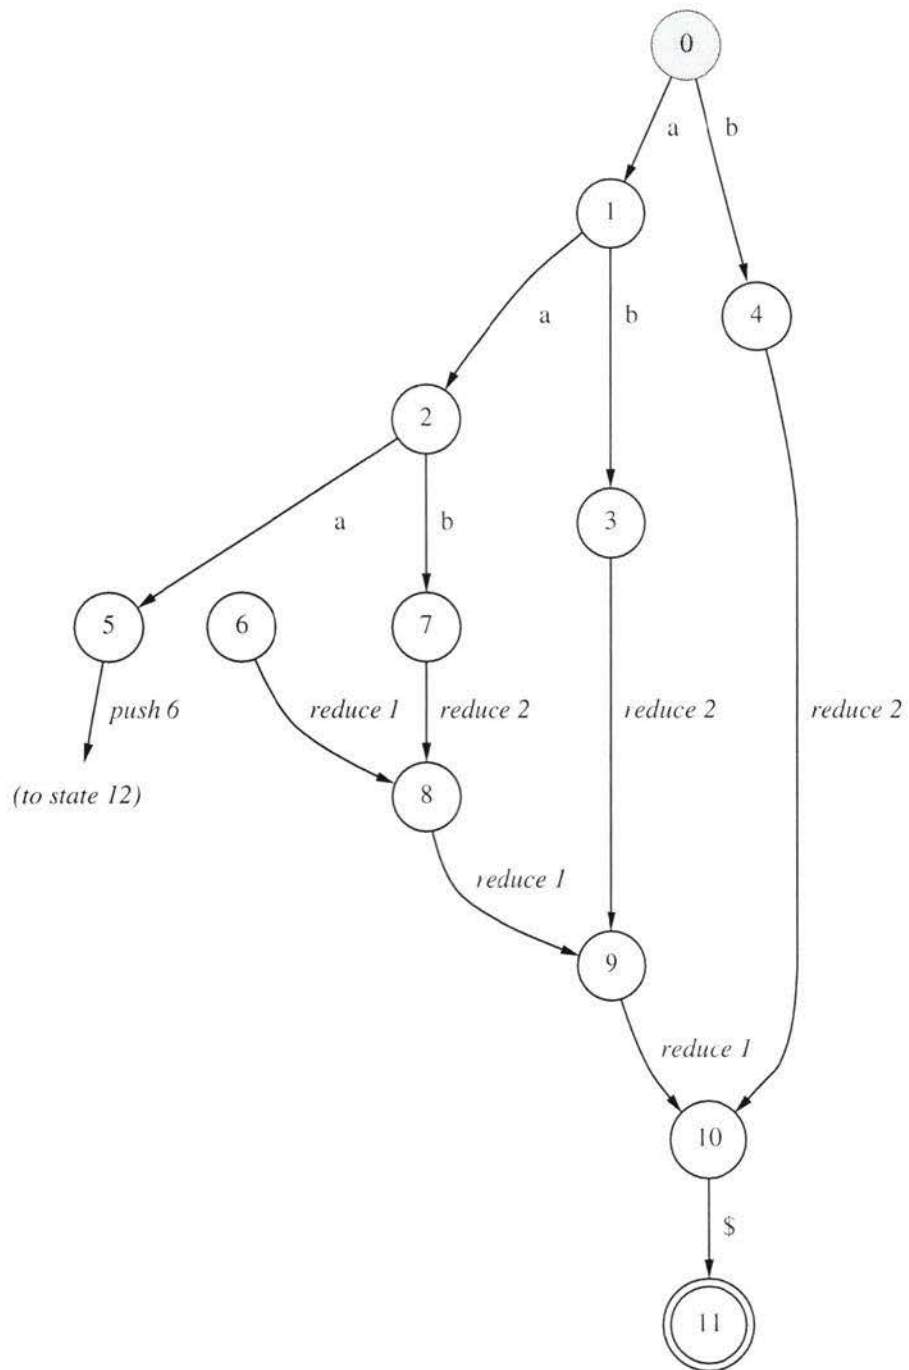 0
a b
1
a b 4
2
a b 3
5 6 7
push 6 reduce 1 reduce 2 reduce 2 reduce 2
(to state 12) 8
reduce 1
9
reduce 1
10
$
11